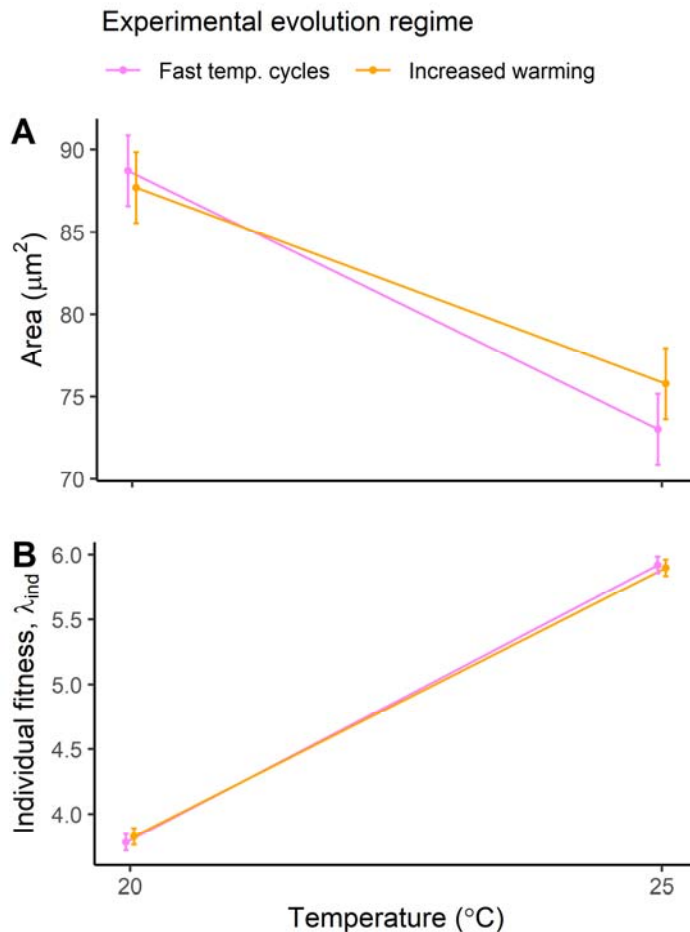 Experimental evolution regime
Fast temp. cycles Increased warming
A
Area (μm²)
90
85
80
75
70
B
Individual fitness, λind
6.0
5.5
5.0
4.5
4.0
20 25
Temperature (°C)